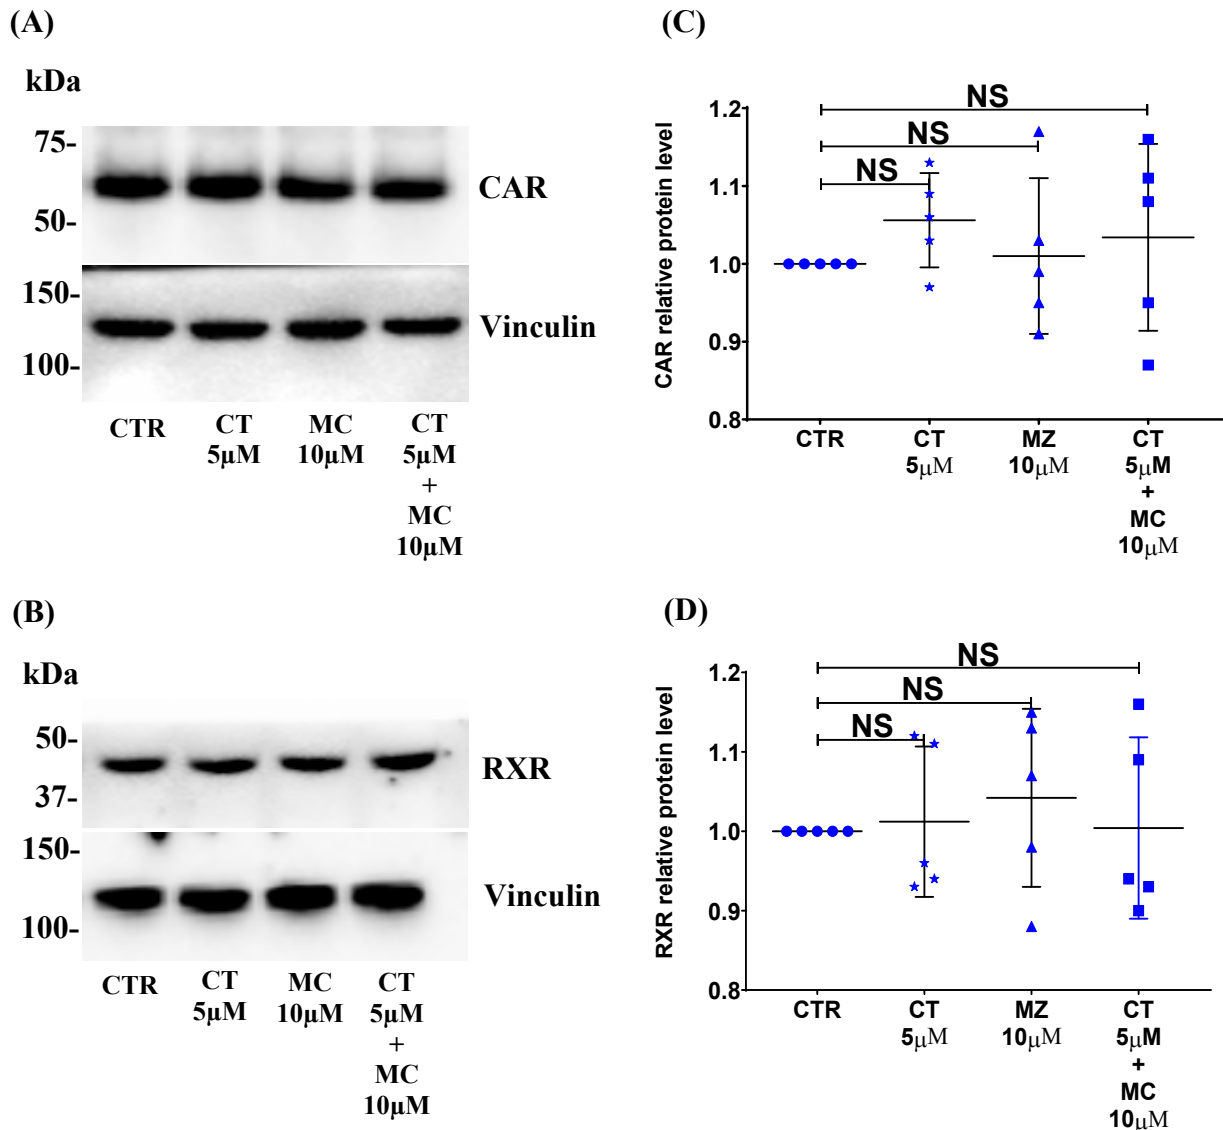 (A)
kDa
75-
50-
CAR
150-
100-
Vinculin
CTR
CT
5µM
MC
10µM
CT
5µM
+
MC
10µM
(C)
CAR relative protein level
1.2
1.1
1.0
0.9
0.8
NS
NS
NS
CTR
CT
5µM
MZ
10µM
CT
5µM
+
MC
10µM
(B)
kDa
50-
37-
RXR
150-
100-
Vinculin
CTR
CT
5µM
MC
10µM
CT
5µM
+
MC
10µM
(D)
RXR relative protein level
1.2
1.1
1.0
0.9
0.8
NS
NS
NS
CTR
CT
5µM
MZ
10µM
CT
5µM
+
MC
10µM